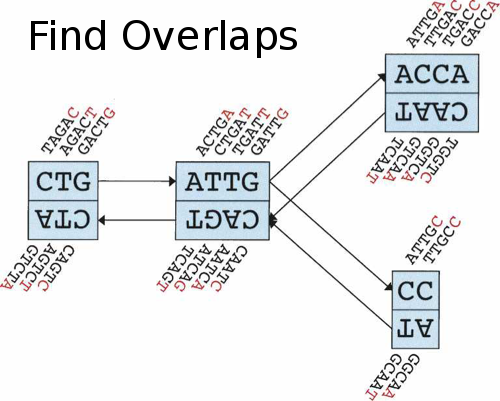 Find Overlaps
TAGAC
AGACT
GACTG
CTG
CTA
CAGTC
AGTCT
GTCTA
ACTGA
CTGAT
TGATT
GATTG
ATTG
CAGT
CAATC
AATCA
ATCAG
TCAGT
ATTGA
TTGAC
TGACC
GACCA
ACCA
CAAT
TGGTC
GGTCA
GTCAA
TCAAT
ATTGC
TTGCC
CC
AT
GGCAA
GCAAT